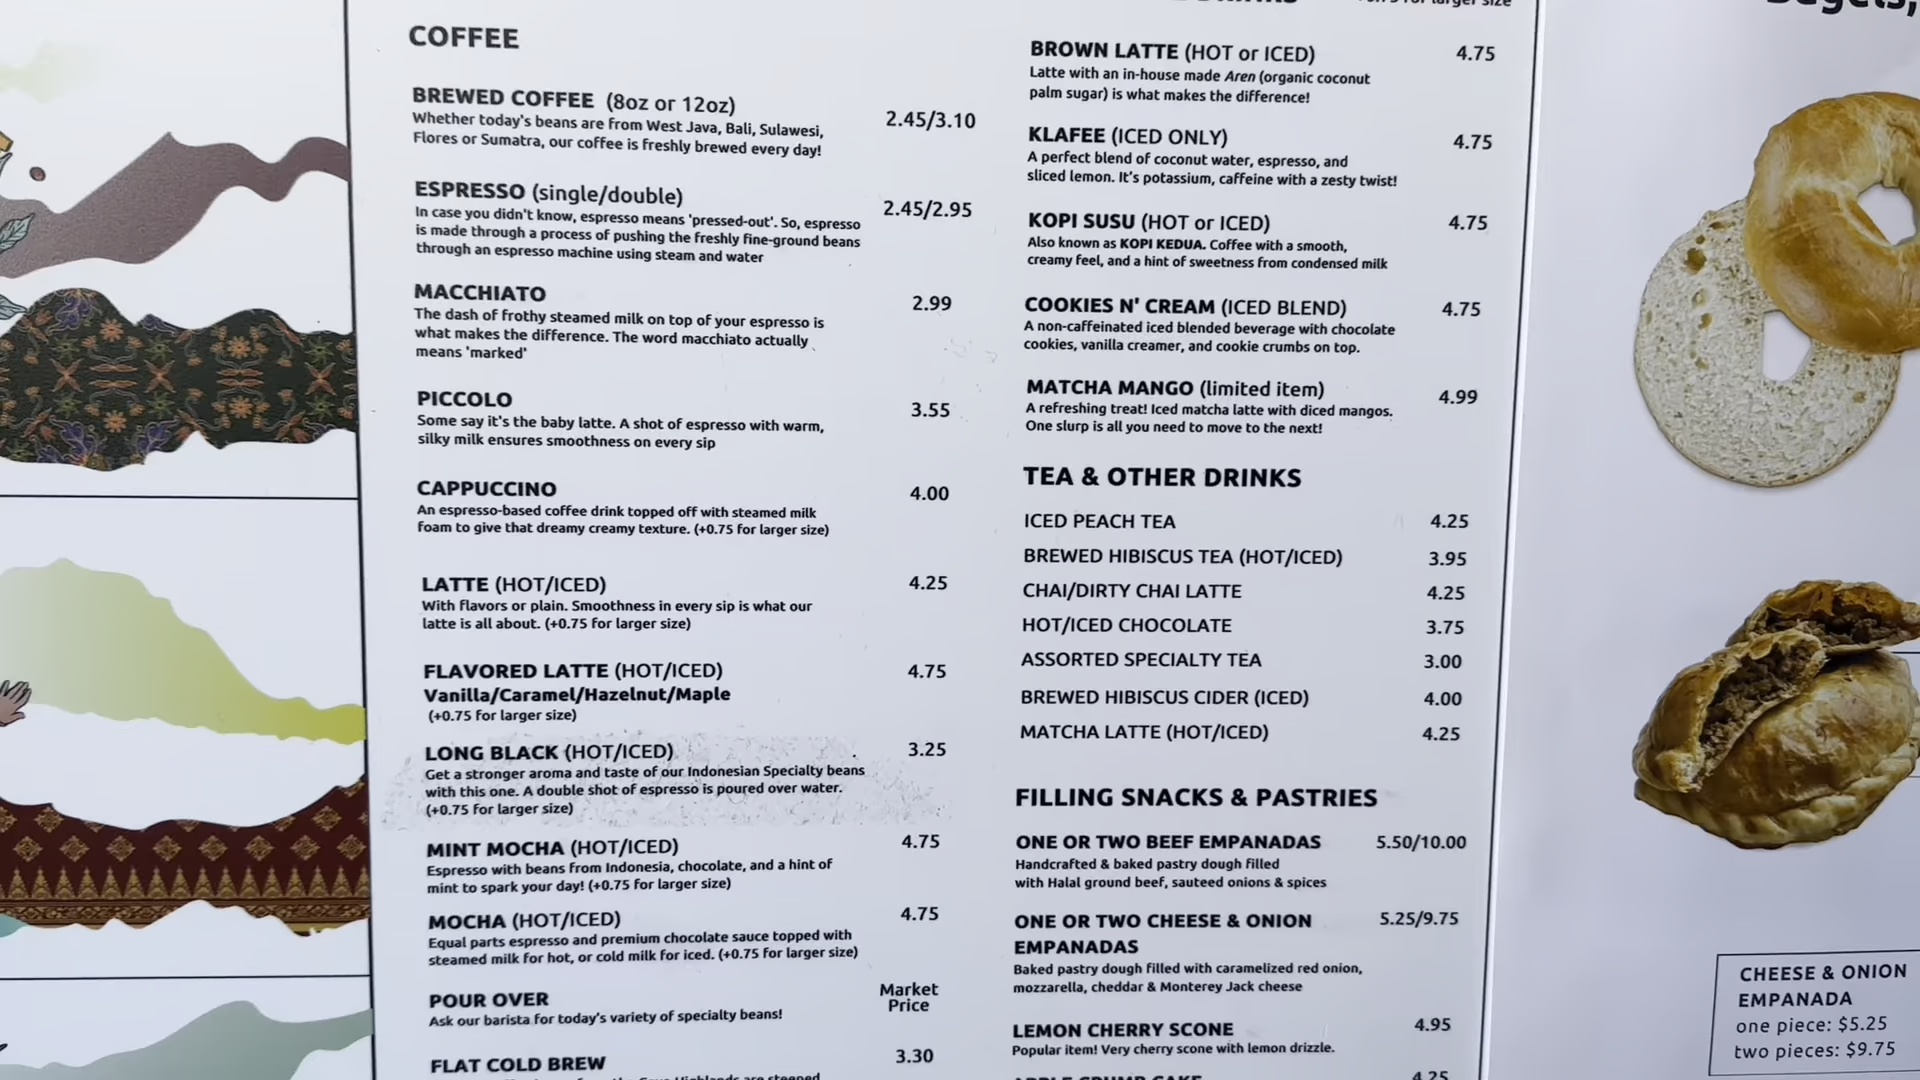 COFFEE
BREWED COFFEE (8oz or 12oz)
2.45/3.10
Whether today's beans are from West Java, Bali, Sulawesi,
Flores or Sumatra, our coffee is freshly brewed every day!
ESPRESSO (single/double)
2.45/2.95
In case you didn't know, espresso means 'pressed-out'. So, espresso
is made through a process of pushing the freshly fine-ground beans
through an espresso machine using steam and water
MACCHIATO
2.99
The dash of frothy steamed milk on top of your espresso is
what makes the difference. The word macchiato actually
means 'marked'
PICCOLO
3.55
Some say it's the baby latte. A shot of espresso with warm,
silky milk ensures smoothness on every sip
CAPPUCCINO
4.00
An espresso-based coffee drink topped off with steamed milk
foam to give that dreamy creamy texture. (+0.75 for larger size)
LATTE (HOT/ICED)
4.25
With flavors or plain. Smoothness in every sip is what our
latte is all about. (+0.75 for larger size)
FLAVORED LATTE (HOT/ICED)
4.75
Vanilla/Caramel/Hazelnut/Maple
(+0.75 for larger size)
LONG BLACK (HOT/ICED)
3.25
Get a stronger aroma and taste of our Indonesian Specialty beans
with this one. A double shot of espresso is poured over water.
(+0.75 for larger size)
MINT MOCHA (HOT/ICED)
4.75
Espresso with beans from Indonesia, chocolate, and a hint of
mint to spark your day! (+0.75 for larger size)
MOCHA (HOT/ICED)
4.75
Equal parts espresso and premium chocolate sauce topped with
steamed milk for hot, or cold milk for iced. (+0.75 for larger size)
POUR OVER
Market
Price
Ask our barista for today's variety of specialty beans!
FLAT COLD BREW
3.30
for larger size
BROWN LATTE (HOT or ICED)
4.75
Latte with an in-house made Aren (organic coconut
palm sugar) is what makes the difference!
KLAFEE (ICED ONLY)
4.75
A perfect blend of coconut water, espresso, and
sliced lemon. It's potassium, caffeine with a zesty twist!
KOPI SUSU (HOT or ICED)
4.75
Also known as KOPI KEDUA. Coffee with a smooth,
creamy feel, and a hint of sweetness from condensed milk
COOKIES N' CREAM (ICED BLEND)
4.75
A non-caffeinated iced blended beverage with chocolate
cookies, vanilla creamer, and cookie crumbs on top.
MATCHA MANGO (limited item)
4.99
A refreshing treat! Iced matcha latte with diced mangos.
One slurp is all you need to move to the next!
TEA & OTHER DRINKS
ICED PEACH TEA 4.25
BREWED HIBISCUS TEA (HOT/ICED) 3.95
CHAI/DIRTY CHAI LATTE 4.25
HOT/ICED CHOCOLATE 3.75
ASSORTED SPECIALTY TEA 3.00
BREWED HIBISCUS CIDER (ICED) 4.00
MATCHA LATTE (HOT/ICED) 4.25
FILLING SNACKS & PASTRIES
ONE OR TWO BEEF EMPANADAS 5.50/10.00
Handcrafted & baked pastry dough filled
with Halal ground beef, sauteed onions & spices
ONE OR TWO CHEESE & ONION 5.25/9.75
EMPANADAS
Baked pastry dough filled with caramelized red onion,
mozzarella, cheddar & Monterey Jack cheese
LEMON CHERRY SCONE 4.95
Popular item! Very cherry scone with lemon drizzle.
4.25
CHEESE & ONION
EMPANADA
one piece: $5.25
two pieces: $9.75